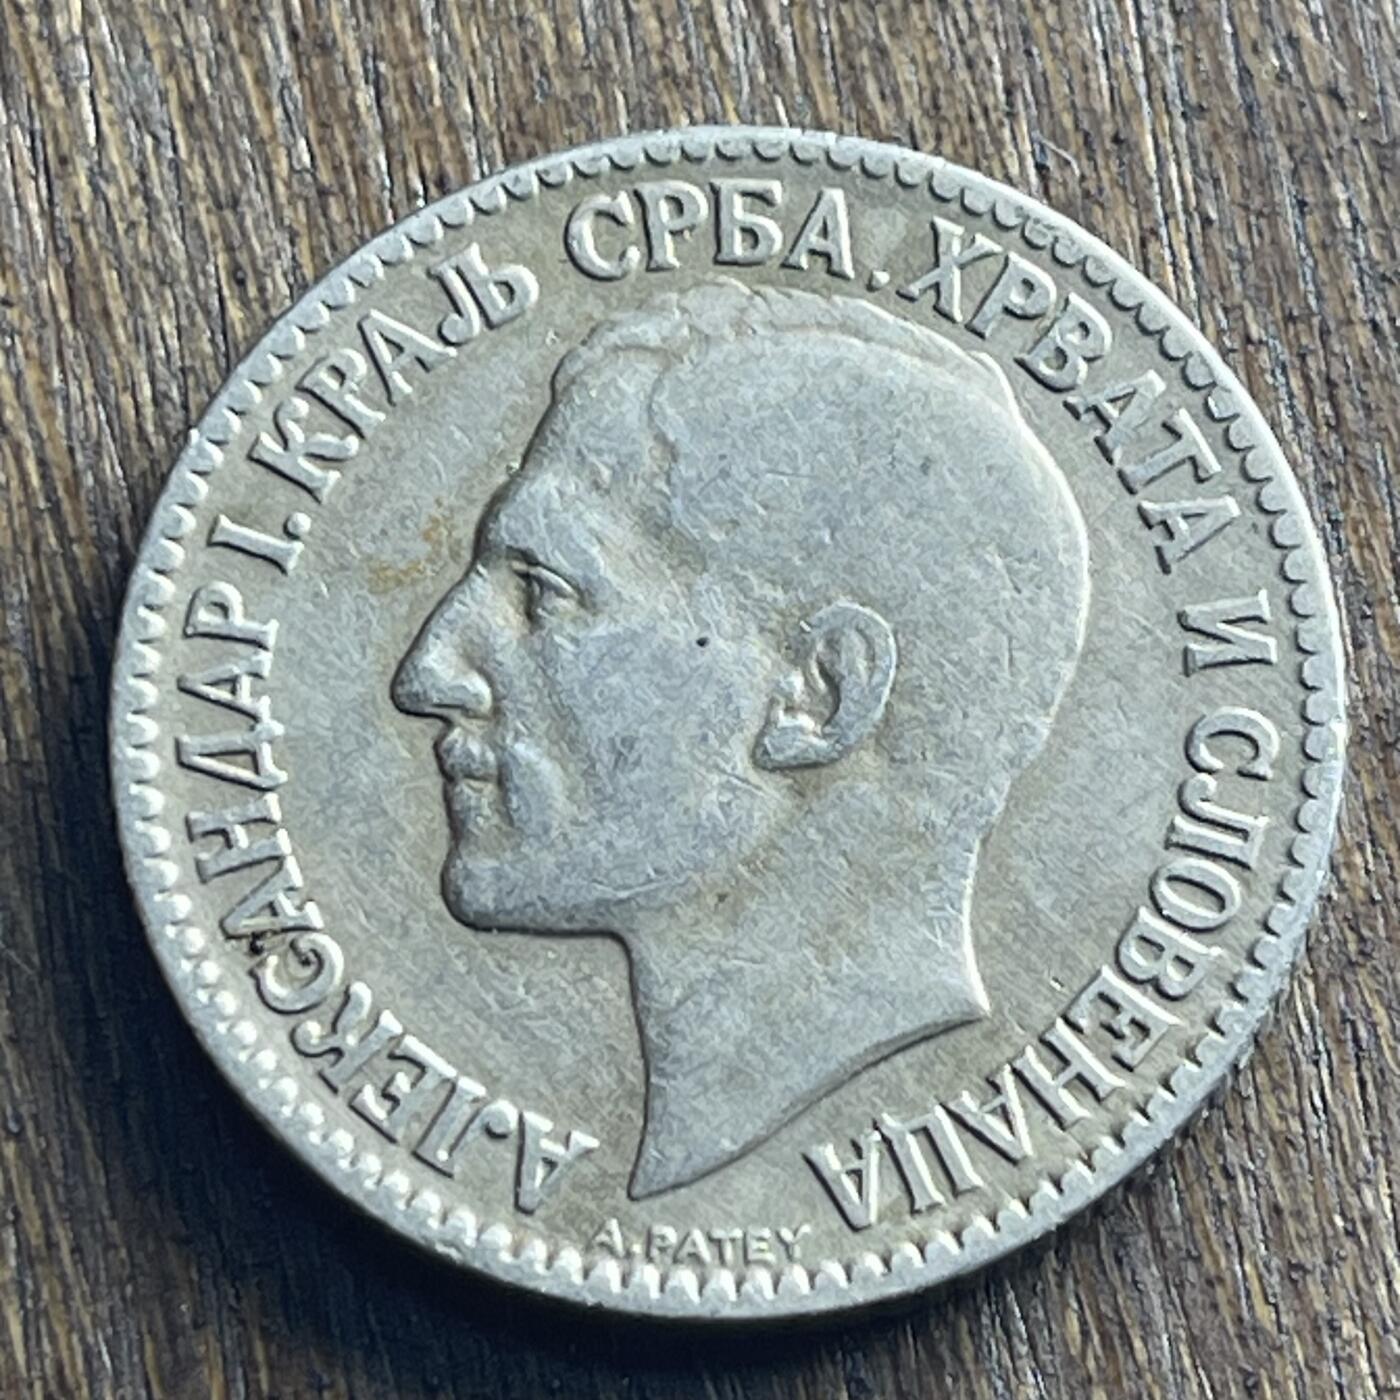 АЛЕКСАНДАР I. КРАЉ СРБА, ХРВАТА И СЛОВЕНАЦА
A. PATEY